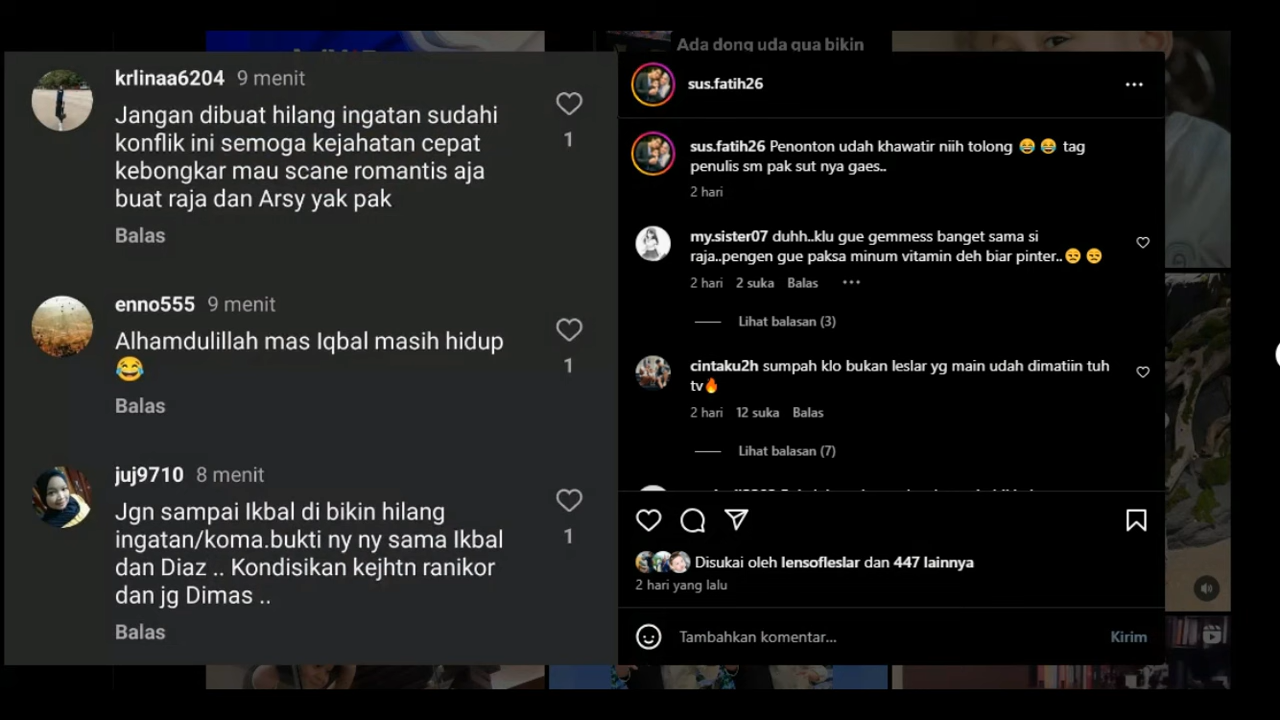 Ada dong uda gua bikin
krlinaa6204 9 menit
Jangan dibuat hilang ingatan sudahi
konflik ini semoga kejahatan cepat
kebongkar mau scane romantis aja
buat raja dan Arsy yak pak
1
Balas
enno555 9 menit
Alhamdulillah mas Iqbal masih hidup
😂
1
Balas
juj9710 8 menit
Jgn sampai Ikbal di bikin hilang
ingatan/koma.bukti ny ny sama Ikbal
dan Diaz .. Kondisikan kejhtn ranikor
dan jg Dimas ..
1
Balas
sus.fatih26
sus.fatih26 Penonton udah khawatir niih tolong 😂 😂 tag
penulis sm pak sut nya gaes..
2 hari
my.sister07 duhh..klu gue gemmess banget sama si
raja..pengen gue paksa minum vitamin deh biar pinter..😒 😒
2 hari 2 suka Balas
Lihat balasan (3)
cintaku2h sumpah klo bukan leslar yg main udah dimatiin tuh
tv🔥
2 hari 12 suka Balas
Lihat balasan (7)
Disukai oleh lensofleslar dan 447 lainnya
2 hari yang lalu
Tambahkan komentar...
Kirim